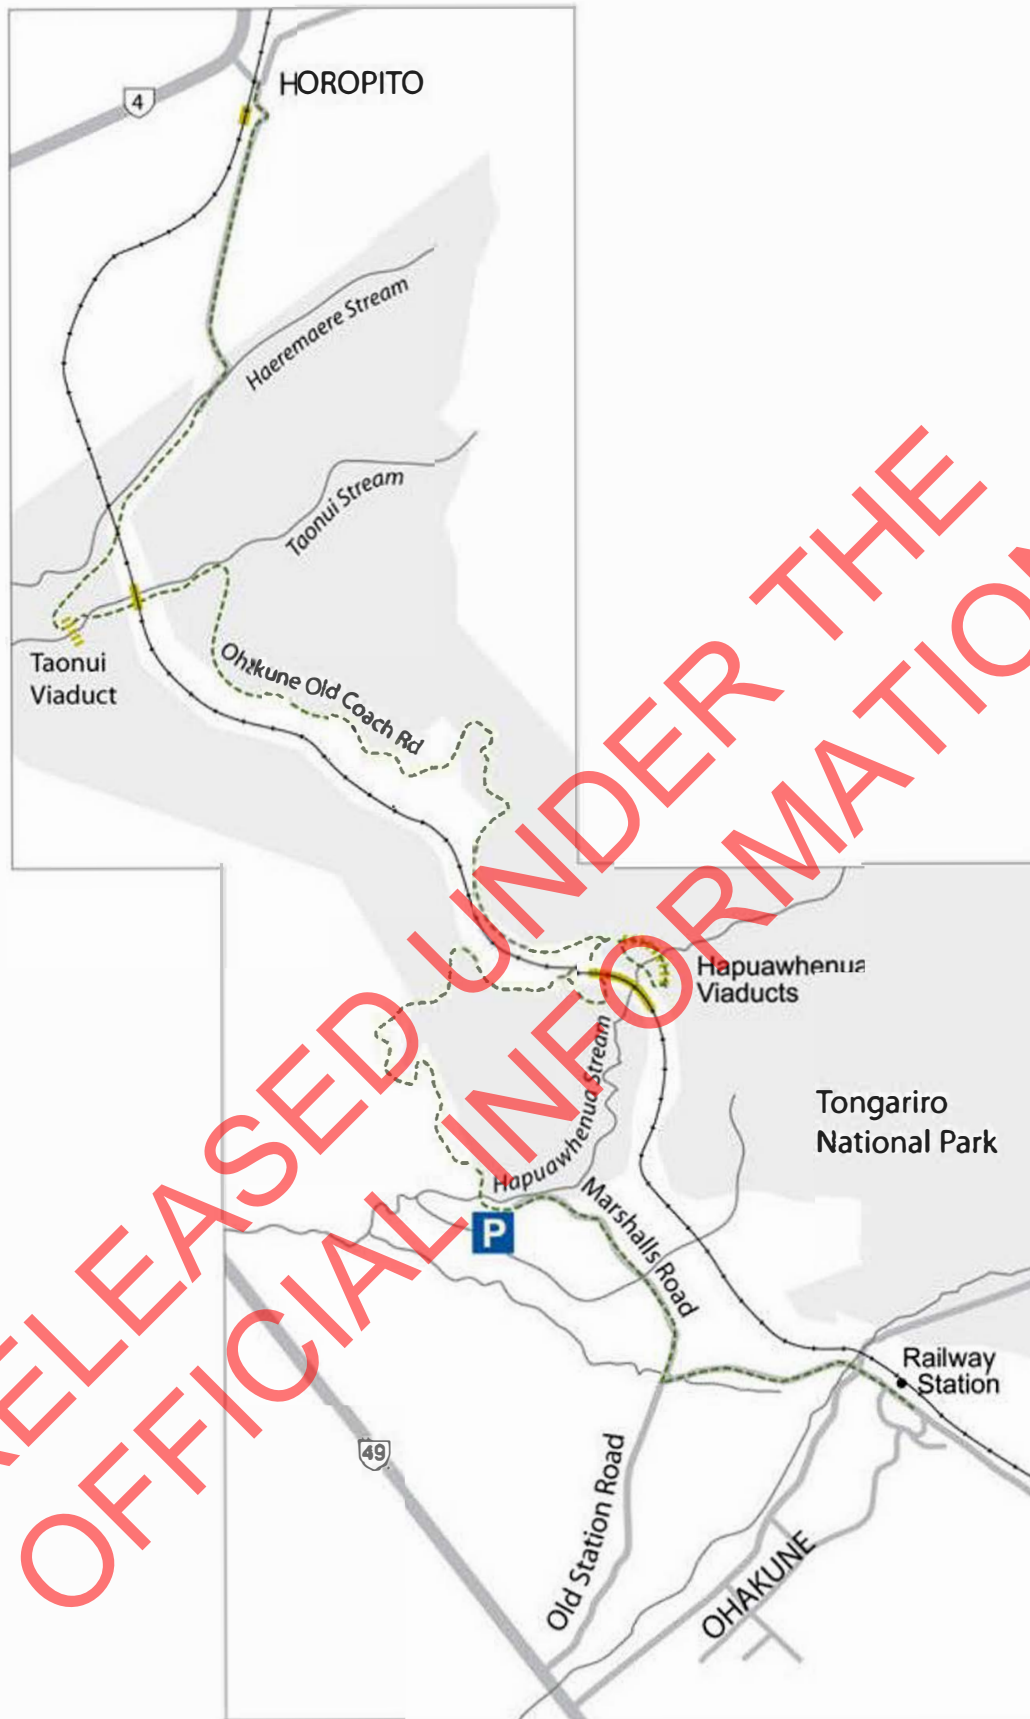 HOROPITO
4
Haeremaere Stream
Taonui Stream
Taonui
Viaduct
Ohakune Old Coach Rd
Hapuawhenua
Viaducts
Hapuawhenua Stream
Tongariro
National Park
Marshalls Road
P
Railway
Station
49
Old Station Road
OHAKUNE
RELEASED UNDER THE
OFFICIAL INFORMATION